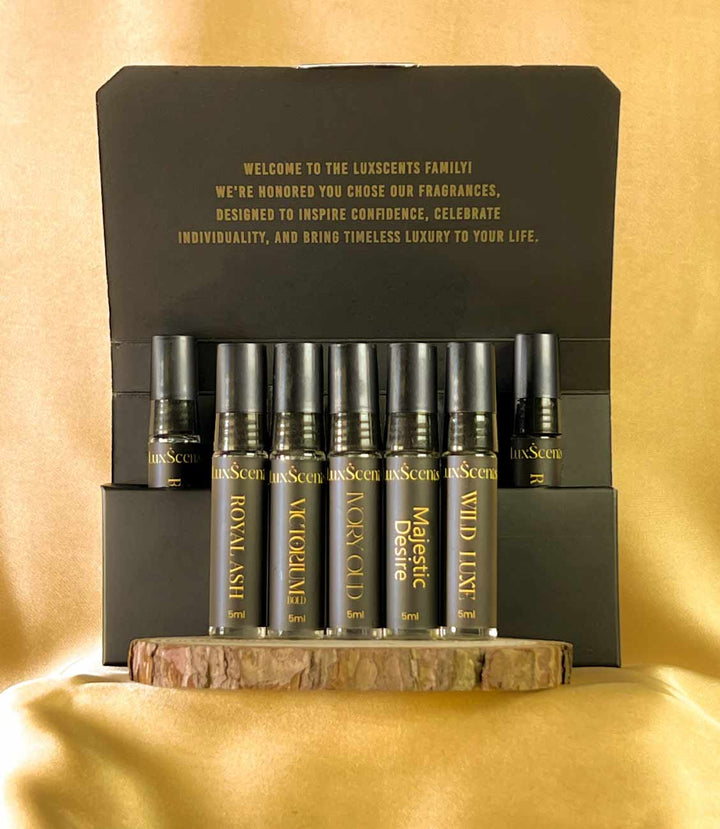 WELCOME TO THE LUXSCENTS FAMILY!
WE'RE HONORED YOU CHOSE OUR FRAGRANCES,
DESIGNED TO INSPIRE CONFIDENCE, CELEBRATE
INDIVIDUALITY, AND BRING TIMELESS LUXURY TO YOUR LIFE.
LuxScents
R
LuxScents
ROYAL ASH
5ml
LuxScents
VICTORIUM
BOLD
5ml
LuxScents
IVORY OUD
5ml
LuxScents
Majestic
Desire
5ml
LuxScents
WILD LUXE
5ml
LuxScents
R